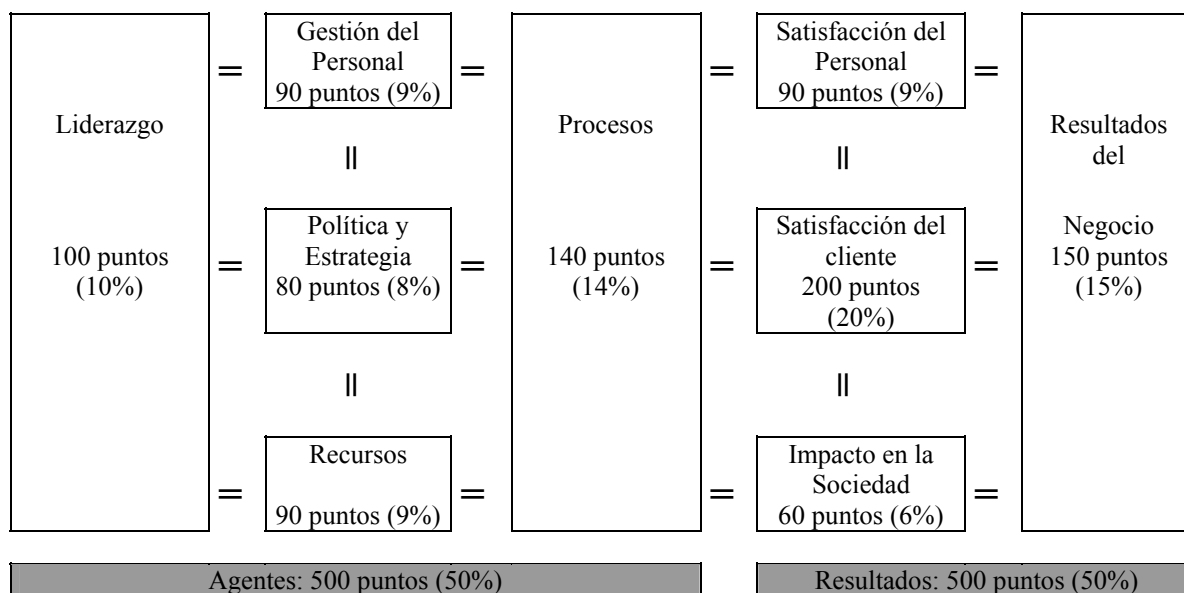 Liderazgo
100 puntos
(10%)
=
=
=
Gestión del
Personal
90 puntos (9%)
=
Política y
Estrategia
80 puntos (8%)
=
Recursos
90 puntos (9%)
=
=
=
Procesos
140 puntos
(14%)
=
=
=
Satisfacción del
Personal
90 puntos (9%)
=
Satisfacción del
cliente
200 puntos
(20%)
=
Impacto en la
Sociedad
60 puntos (6%)
=
=
=
Resultados
del
Negocio
150 puntos
(15%)
Agentes: 500 puntos (50%)
Resultados: 500 puntos (50%)